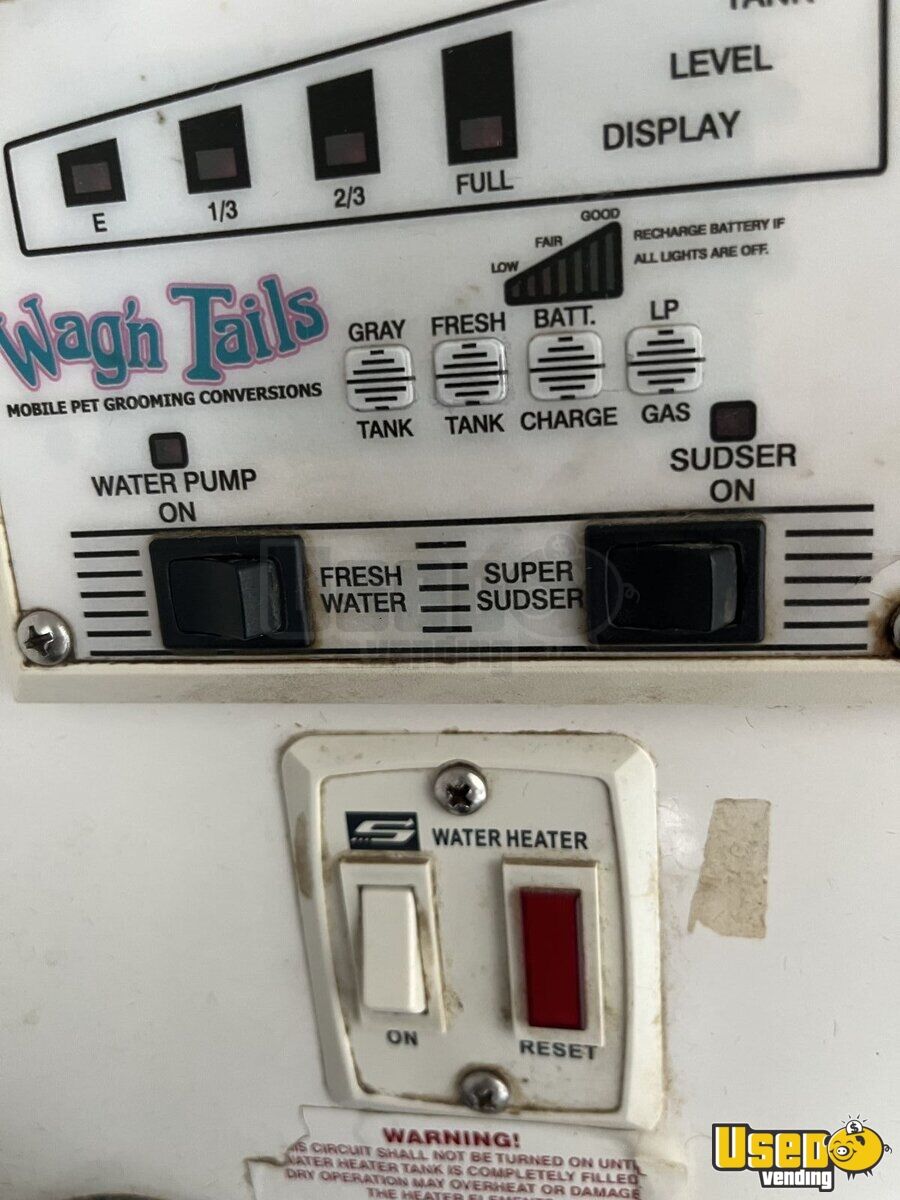 TANK
LEVEL
DISPLAY
E
1/3
2/3
FULL
LOW
FAIR
GOOD
RECHARGE BATTERY IF
ALL LIGHTS ARE OFF.
Wag'n Tails
MOBILE PET GROOMING CONVERSIONS
GRAY
TANK
FRESH
TANK
BATT.
CHARGE
LP
GAS
WATER PUMP
ON
SUDSER
ON
FRESH
WATER
SUPER
SUDSER
S
WATER HEATER
ON
RESET
WARNING!
CIRCUIT SHALL NOT BE TURNED ON UNTIL
WATER HEATER TANK IS COMPLETELY FILLED
DRY OPERATION MAY OVERHEAT OR DAMAGE
THE HEATER
Used
vending